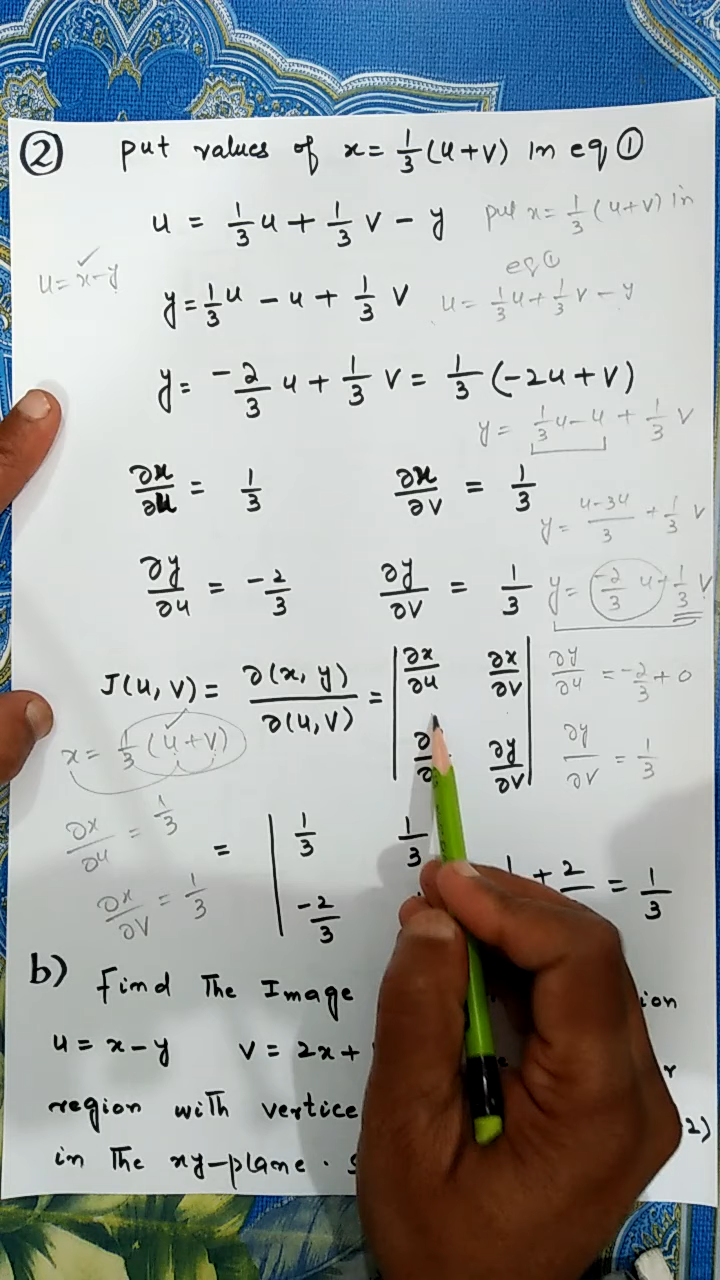 ② put values of x = 1/3 (u+v) in eq ①
u = 1/3 u + 1/3 v - y
put x = 1/3 (u+v) in eq ①
u = x-y
y = 1/3 u - u + 1/3 v
u = 1/3 u + 1/3 v - y
y = -2/3 u + 1/3 v = 1/3 (-2u + v)
y = 1/3 u - u + 1/3 v
∂x/∂u = 1/3 ∂x/∂v = 1/3
y = u-3u/3 + 1/3 v
∂y/∂u = -2/3 ∂y/∂v = 1/3
y = -2/3 u + 1/3 v
J(u, v) = ∂(x, y)/∂(u, v) = | ∂x/∂u ∂x/∂v ∂y/∂v |
∂y/∂u = -2/3 + 0
∂y/∂v = 1/3
x = 1/3 (u+v)
∂x/∂u = 1/3
∂x/∂v = 1/3
= | 1/3 1/3 -2/3 + 2 = 1/3
b) Find The Image
u = x-y v = 2x+
region with vertice 2)
in The xy-plane.